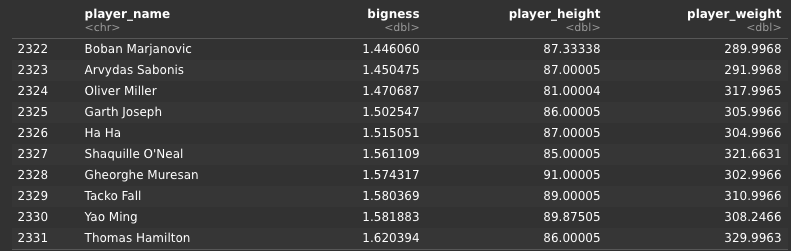 player_name bigness player_height player_weight
<chr> <dbl> <dbl> <dbl>
2322 Boban Marjanovic 1.446060 87.33338 289.9968
2323 Arvydas Sabonis 1.450475 87.00005 291.9968
2324 Oliver Miller 1.470687 81.00004 317.9965
2325 Garth Joseph 1.502547 86.00005 305.9966
2326 Ha Ha 1.515051 87.00005 304.9966
2327 Shaquille O'Neal 1.561109 85.00005 321.6631
2328 Gheorghe Muresan 1.574317 91.00005 302.9966
2329 Tacko Fall 1.580369 89.00005 310.9966
2330 Yao Ming 1.581883 89.87505 308.2466
2331 Thomas Hamilton 1.620394 86.00005 329.9963